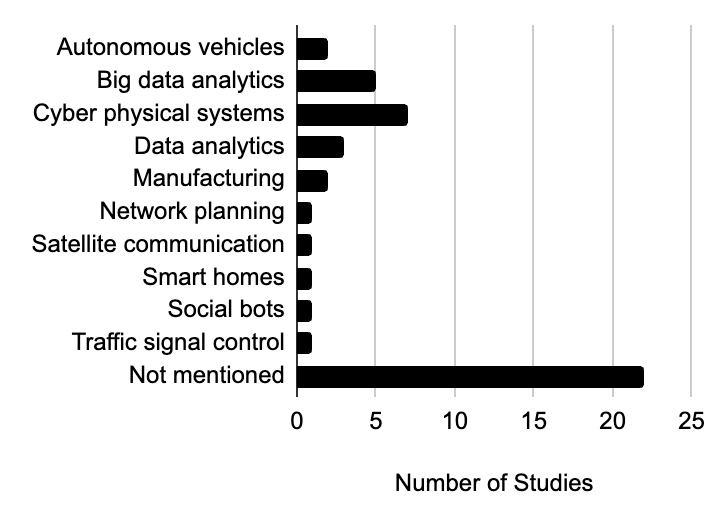 Autonomous vehicles
Big data analytics
Cyber physical systems
Data analytics
Manufacturing
Network planning
Satellite communication
Smart homes
Social bots
Traffic signal control
Not mentioned
0 5 10 15 20 25
Number of Studies